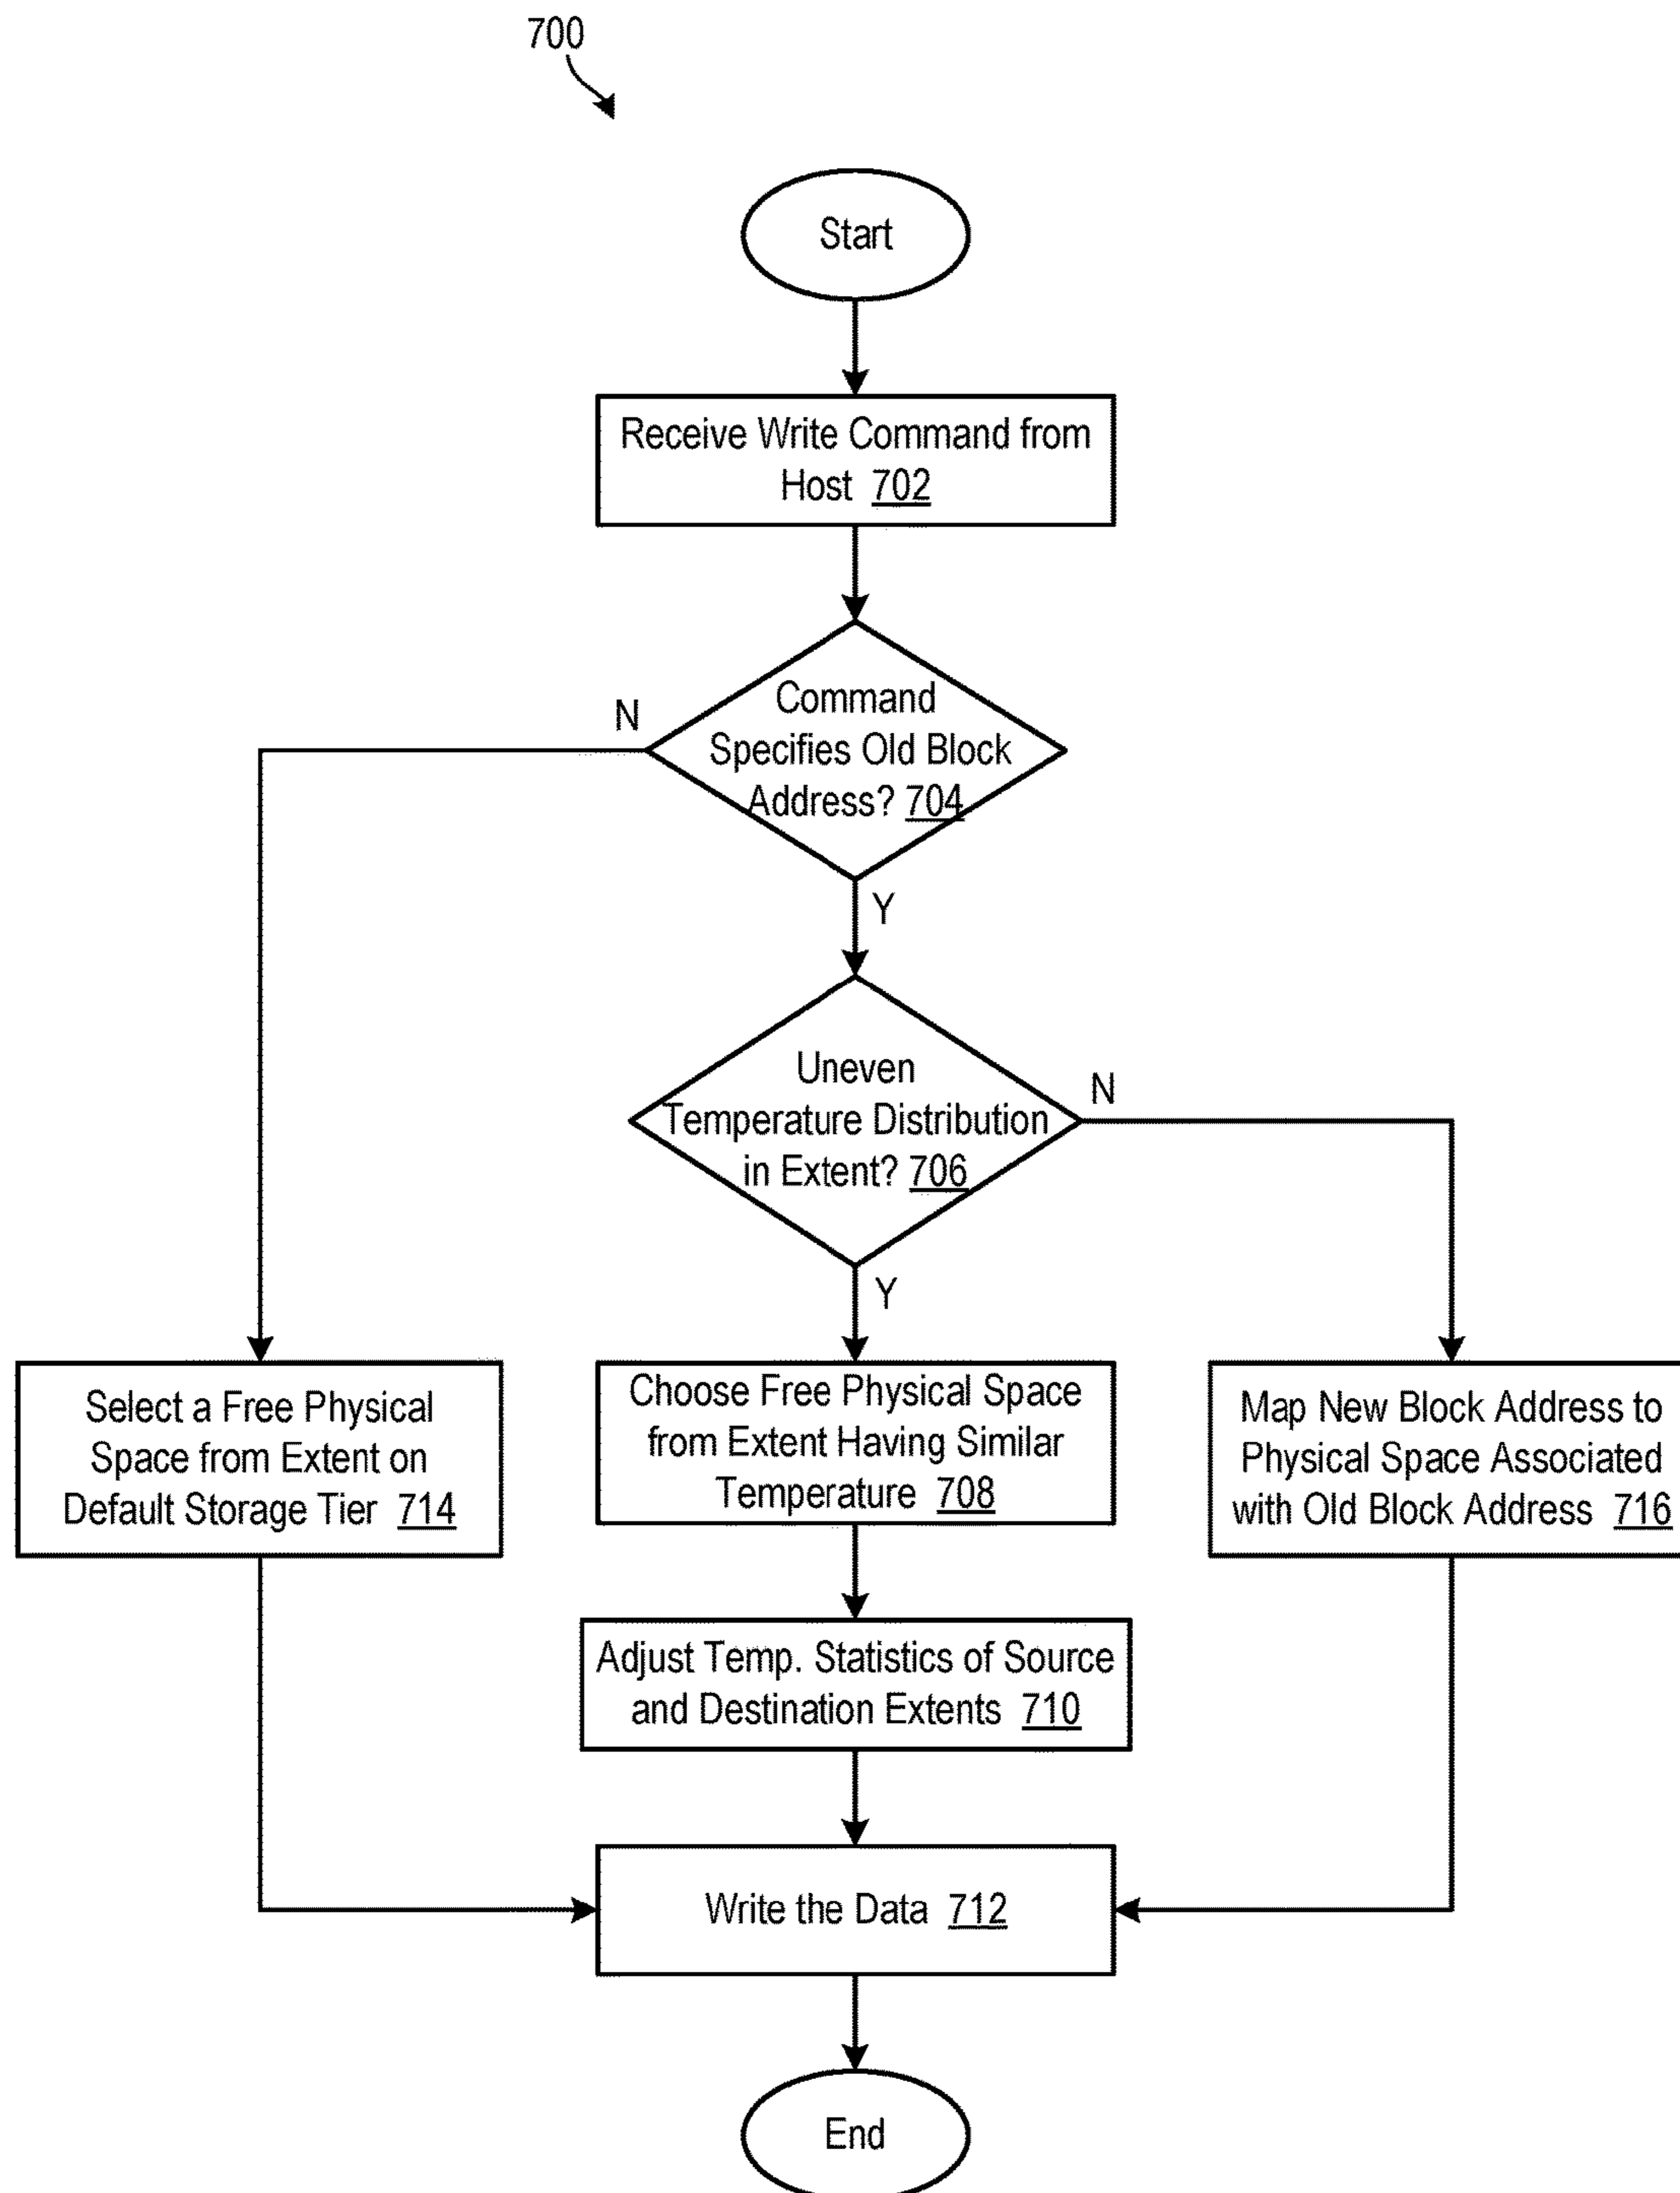 700
Start
Receive Write Command from
Host 702
Command
Specifies Old Block
Address? 704
N
Y
Uneven
Temperature Distribution
in Extent? 706
N
Y
Select a Free Physical
Space from Extent on
Default Storage Tier 714
Choose Free Physical Space
from Extent Having Similar
Temperature 708
Map New Block Address to
Physical Space Associated
with Old Block Address 716
Adjust Temp. Statistics of Source
and Destination Extents 710
Write the Data 712
End